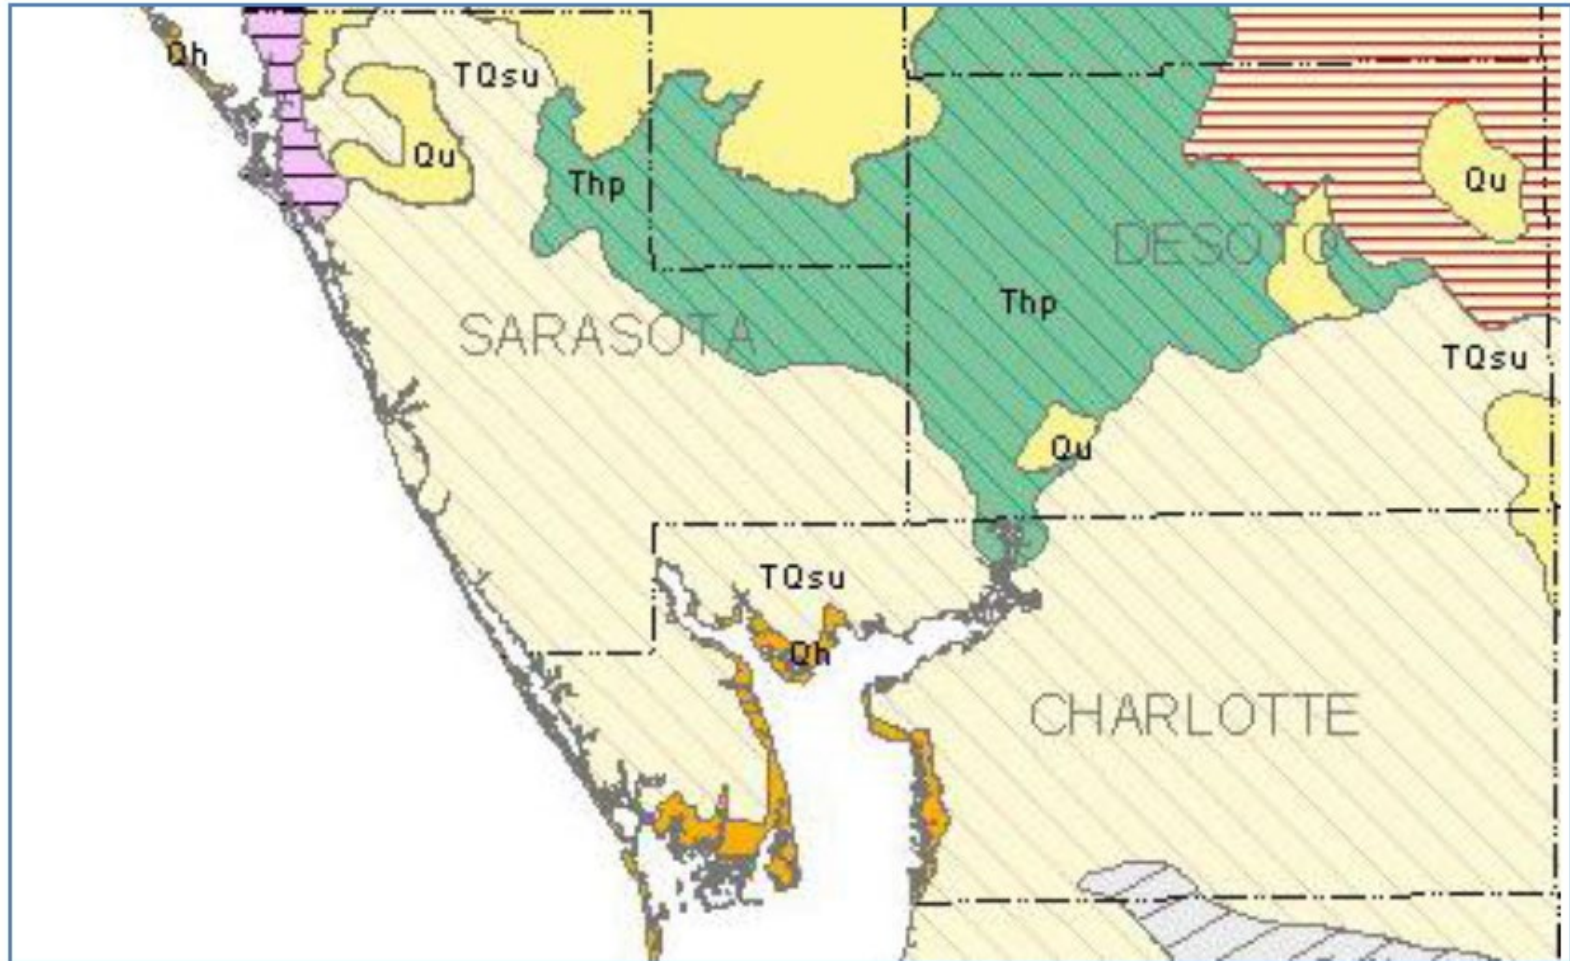 Qh
TQsu
Qu
Thp
Qu
DESOTO
Thp
SARASOTA
TQsu
Qu
TQsu
Qh
CHARLOTTE